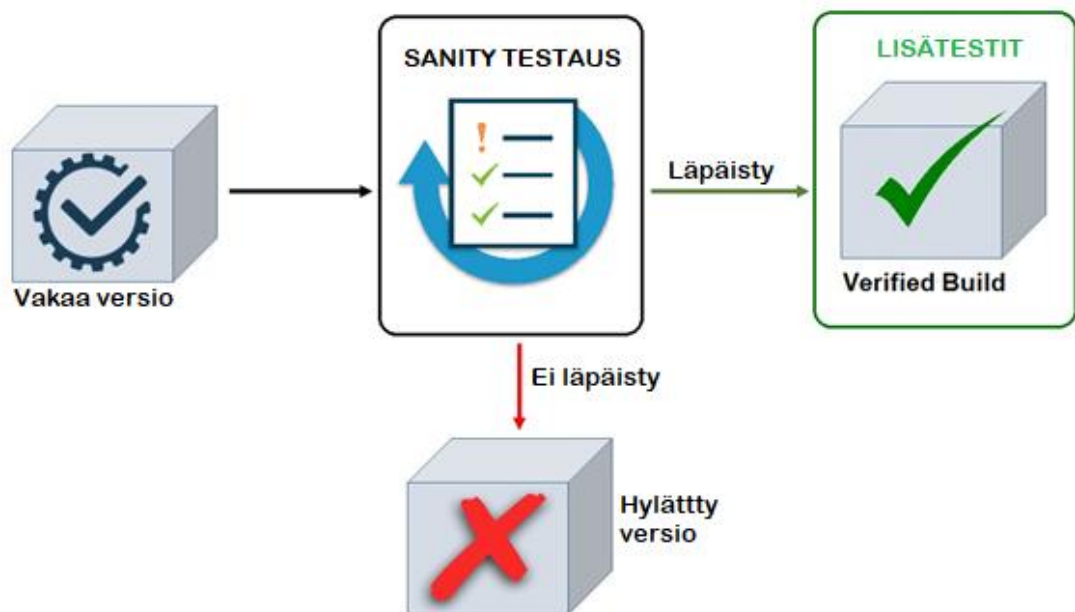 SANITY TESTAUS
LISÄTESTIT
Läpäisty
Vakaa versio
Verified Build
Ei läpäisty
Hylättty
versio